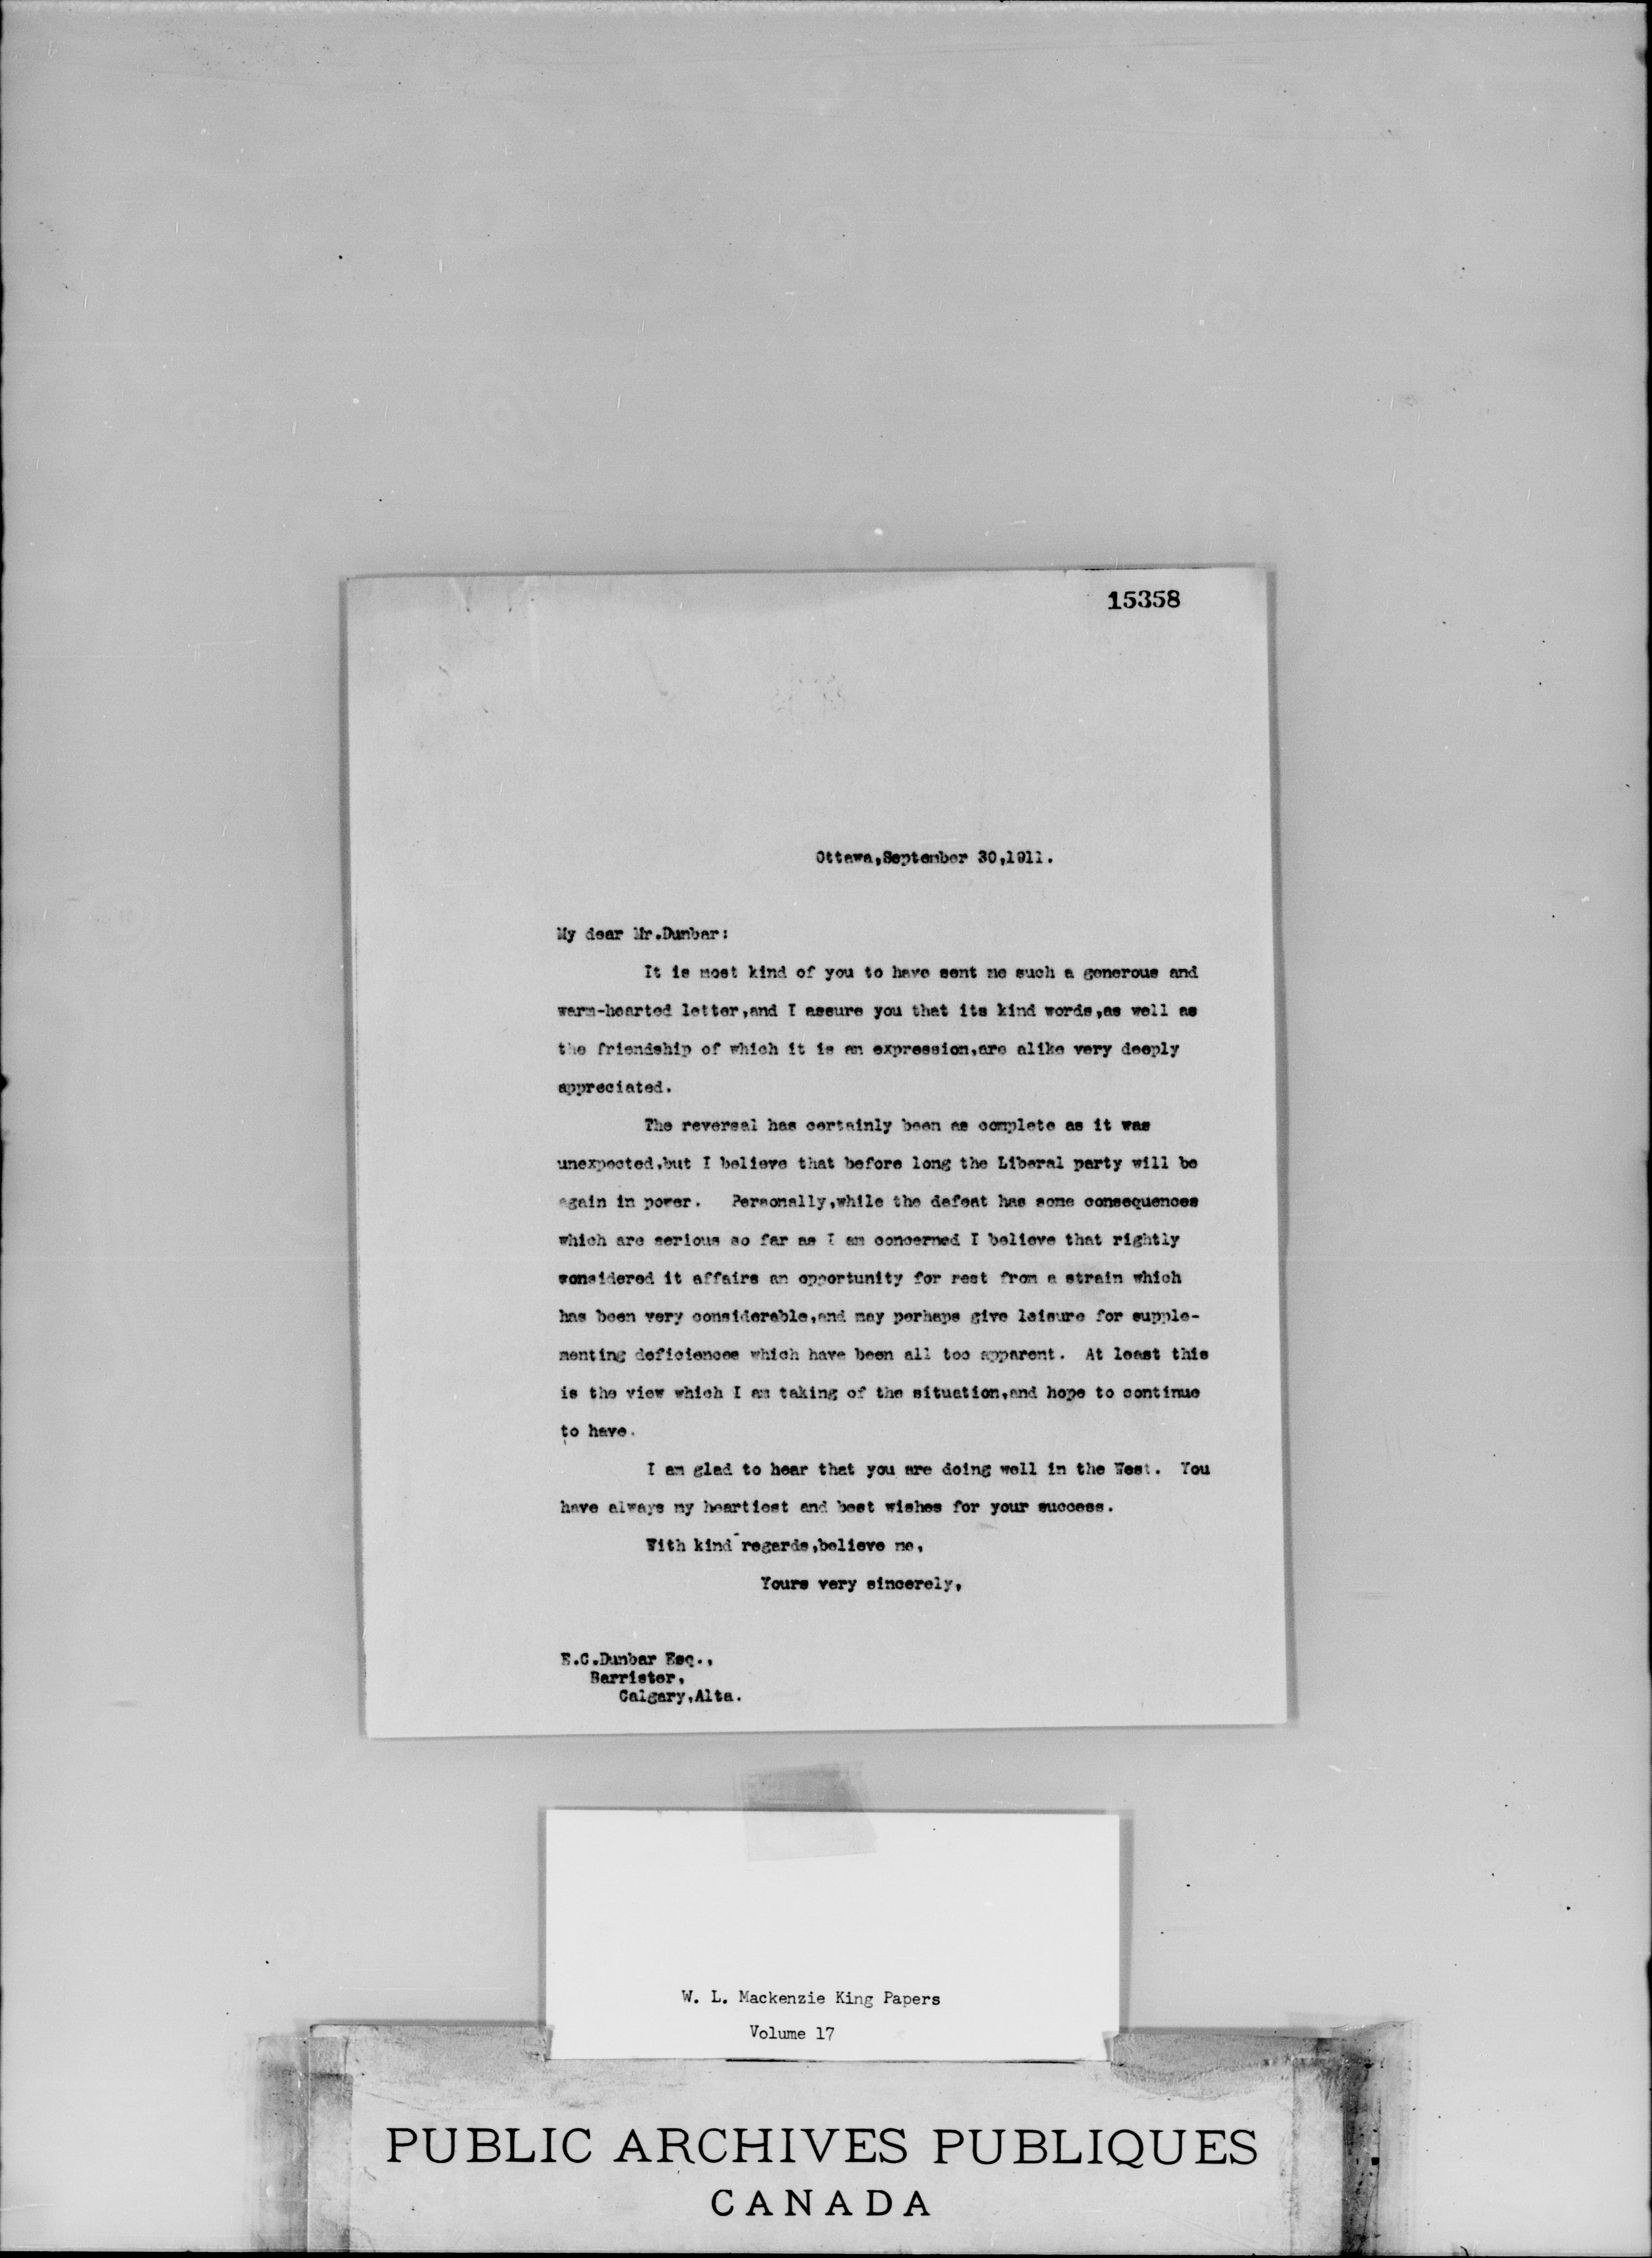 15358
Ottawa,September 30,1911.
My dear Mr.Dunbar:
It is most kind of you to have sent me such a generous and
warm-hearted letter,and I assure you that its kind words,as well as
the friendship of which it is an expression,are alike very deeply
appreciated.
The reversal has certainly been as complete as it was
unexpected,but I believe that before long the Liberal party will be
again in power. Personally,while the defeat has some consequences
which are serious so far as I am concerned I believe that rightly
wonsidered it affairs an opportunity for rest from a strain which
has been very considerable,and may perhaps give leisure for supple-
menting deficiences which have been all too apparent. At least this
is the view which I am taking of the situation,and hope to continue
to have.
I am glad to hear that you are doing well in the West. You
have always my heartiest and best wishes for your success.
With kind regards,believe me,
Yours very sincerely,
E.C.Dunbar Esq.,
Barrister,
Calgary,Alta.
W. L. Mackenzie King Papers
Volume 17
PUBLIC ARCHIVES PUBLIQUES
CANADA